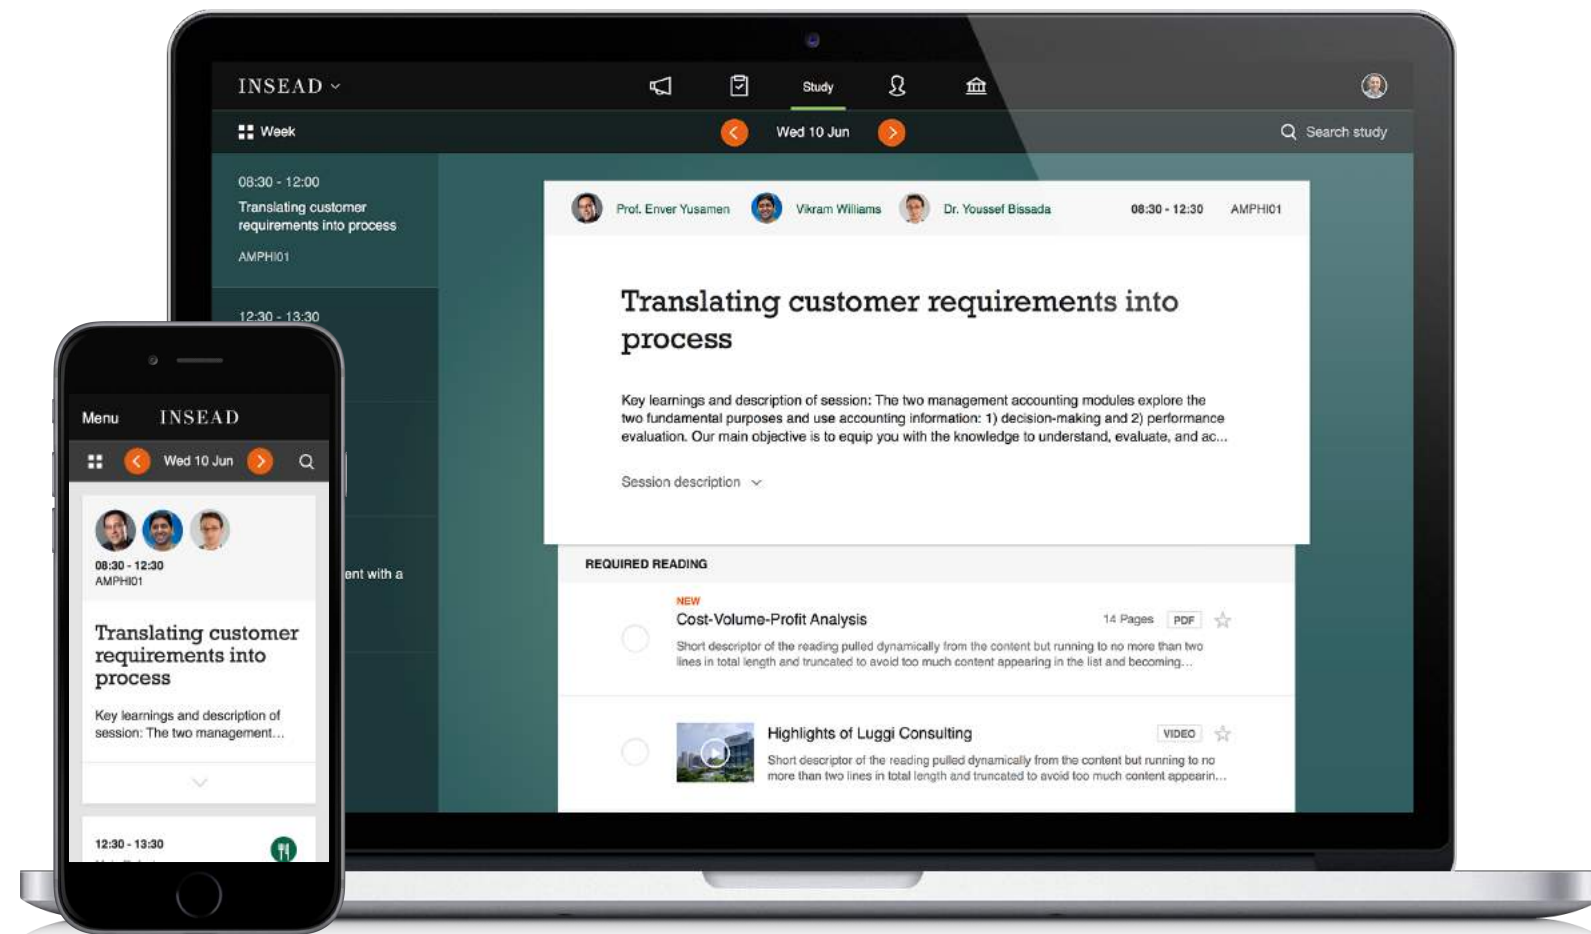 INSEAD
Study
Week
Wed 10 Jun
Search study
08:30 - 12:00
Translating customer
requirements into process
AMPHI01
12:30 - 13:30
ent with a
Prof. Enver Yusamen
Vikram Williams
Dr. Youssef Bissada
08:30 - 12:30
AMPHI01
Translating customer requirements into
process
Key learnings and description of session: The two management accounting modules explore the
two fundamental purposes and use accounting information: 1) decision-making and 2) performance
evaluation. Our main objective is to equip you with the knowledge to understand, evaluate, and ac...
Session description
REQUIRED READING
NEW
Cost-Volume-Profit Analysis
14 Pages
PDF
Short descriptor of the reading pulled dynamically from the content but running to no more than two
lines in total length and truncated to avoid too much content appearing in the list and becoming...
Highlights of Luggi Consulting
VIDEO
Short descriptor of the reading pulled dynamically from the content but running to no
more than two lines in total length and truncated to avoid too much content appearin...
Menu
INSEAD
Wed 10 Jun
08:30 - 12:30
AMPHI01
Translating customer
requirements into
process
Key learnings and description of
session: The two management...
12:30 - 13:30